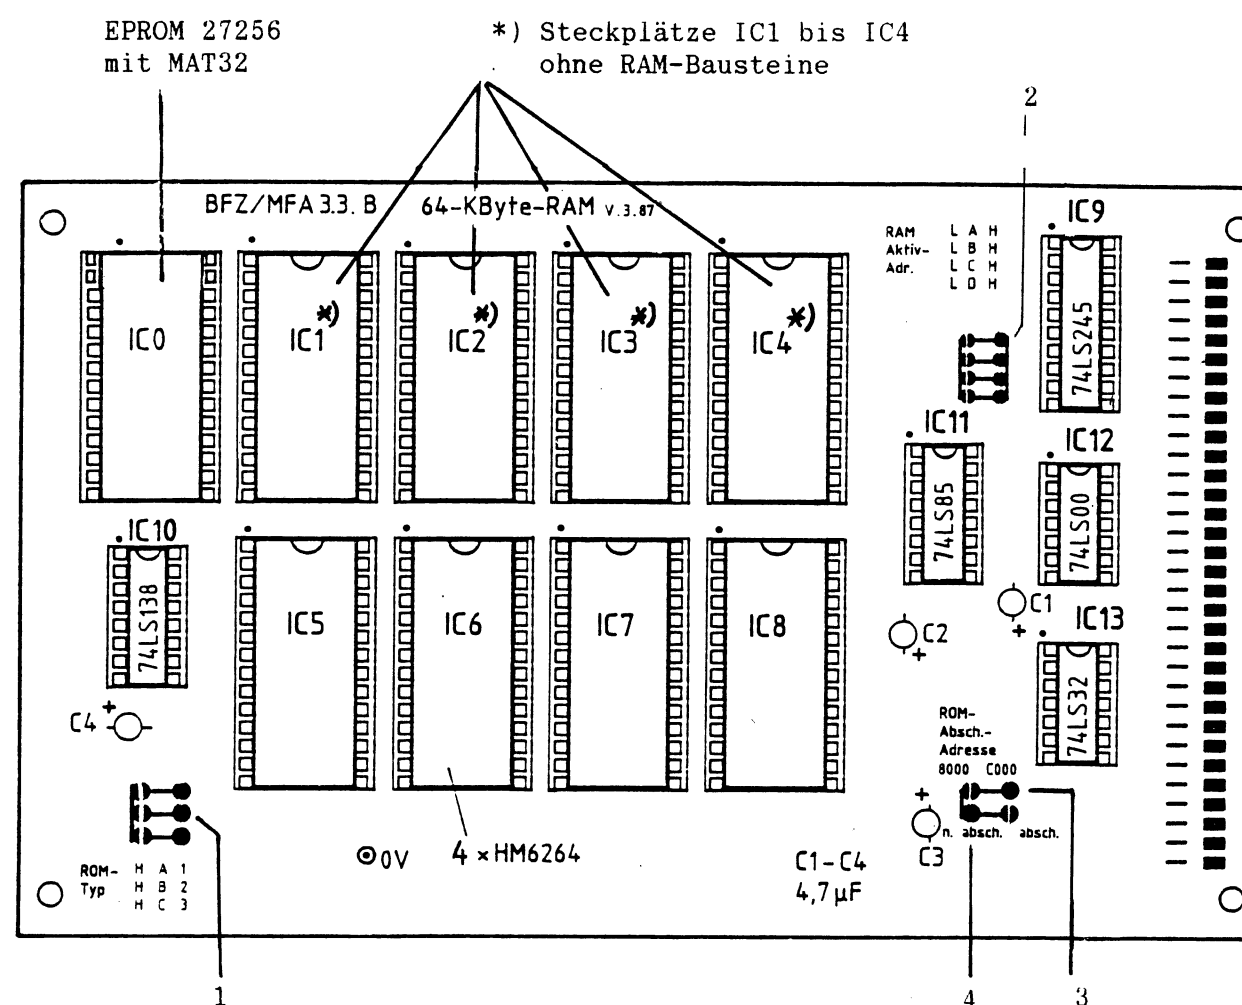 EPROM 27256
mit MAT32
*) Steckplätze IC1 bis IC4
ohne RAM-Bausteine
2
BFZ/MFA 3.3. B
64-KByte-RAM V.3.87
RAM L A H
Aktiv- L B H
Adr. L C H
L D H
IC9
74LS245
IC0
IC1 *)
IC2 *)
IC3 *)
IC4 *)
IC11
74LS85
IC12
74LS00
IC10
74LS138
IC5
IC6
IC7
IC8
C1
+
C2
+
IC13
74LS32
+
C4
ROM-
Absch.-
Adresse
8000 C000
+
n. absch. absch.
C3
0V
4 x HM6264
C1-C4
4,7 µF
ROM- H A 1
Typ H B 2
H C 3
1
4
3